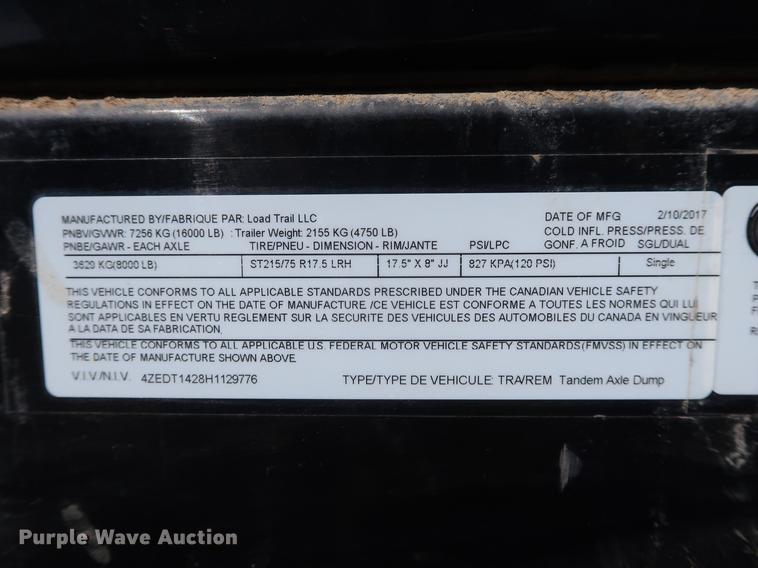 MANUFACTURED BY/FABRIQUE PAR: Load Trail LLC DATE OF MFG 2/10/2017
PNBV/GVWR: 7256 KG (16000 LB) : Trailer Weight: 2155 KG (4750 LB) COLD INFL. PRESS/PRESS. DE
PNBE/GAWR - EACH AXLE TIRE/PNEU - DIMENSION - RIM/JANTE PSI/LPC GONF. A FROID SGL/DUAL
3629 KG(8000 LB) ST215/75 R17.5 LRH 17.5" X 8" JJ 827 KPA(120 PSI) Single
THIS VEHICLE CONFORMS TO ALL APPLICABLE STANDARDS PRESCRIBED UNDER THE CANADIAN VEHICLE SAFETY
REGULATIONS IN EFFECT ON THE DATE OF MANUFACTURE. /CE VEHICLE EST CONFORME A TOUTES LES NORMES QUI LUI
SONT APPLICABLES EN VERTU REGLEMENT SUR LA SECURITE DES VEHICULES DES AUTOMOBILES DU CANADA EN VINGUEUR
A LA DATA DE SA FABRICATION.
THIS VEHICLE CONFORMS TO ALL APPLICABLE U.S. FEDERAL MOTOR VEHICLE SAFETY STANDARDS (FMVSS) IN EFFECT ON
THE DATE OF MANUFACTURE SHOWN ABOVE.
V.I.V/N.I.V. 4ZEDT1428H1129776 TYPE/TYPE DE VEHICULE: TRA/REM Tandem Axle Dump
Purple Wave Auction